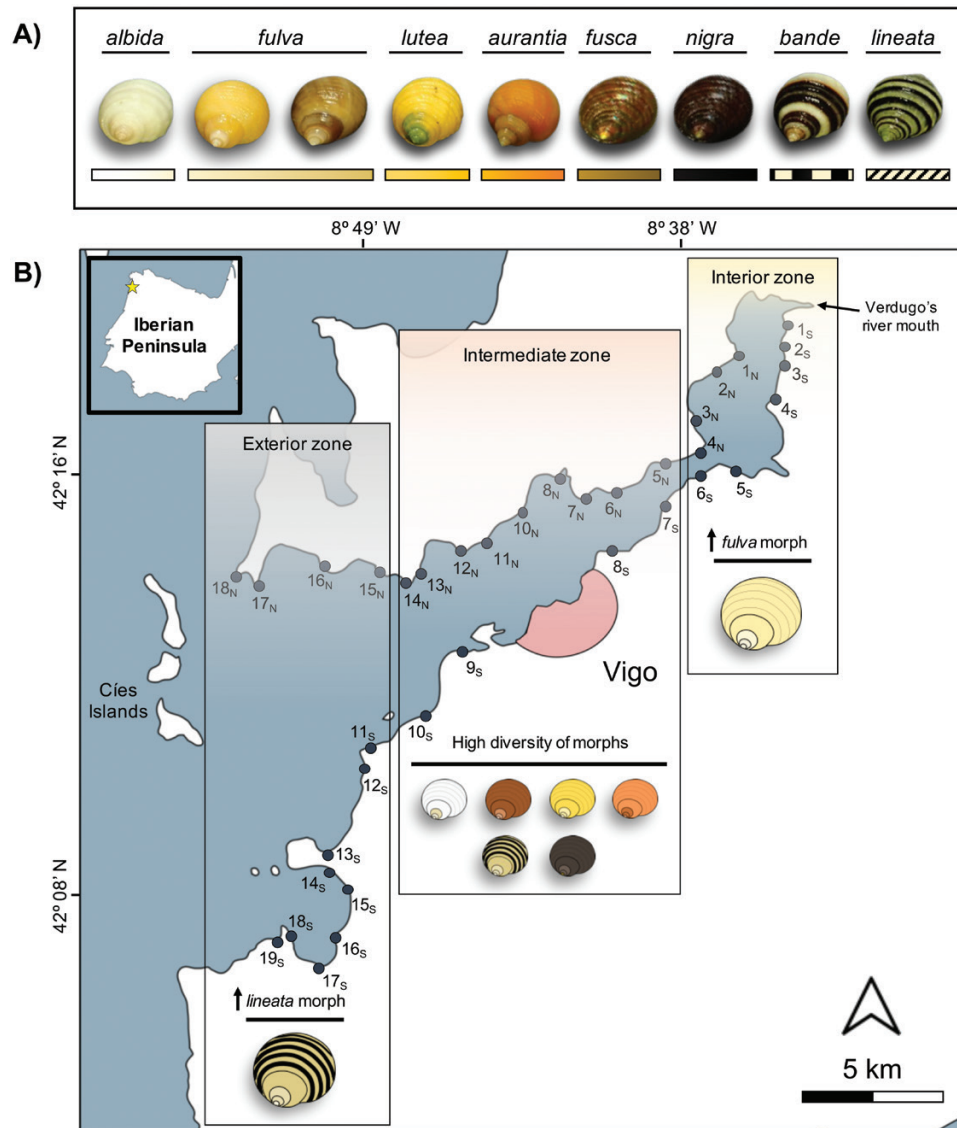 A)
albida fulva lutea aurantia fusca nigra bande lineata
8º 49' W 8º 38' W
B)
Iberian
Peninsula
Interior zone
Verdugo's
river mouth
Intermediate zone
Exterior zone
42º 16' N
42º 08' N
1S
2S
3S
4S
5S
6S
7S
8S
9S
10S
11S
12S
13S
14S
15S
16S
17S
18S
19S
1N
2N
3N
4N
5N
6N
7N
8N
10N
11N
12N
13N
14N
15N
16N
17N
18N
fulva morph
Vigo
Cíes
Islands
High diversity of morphs
lineata morph
5 km